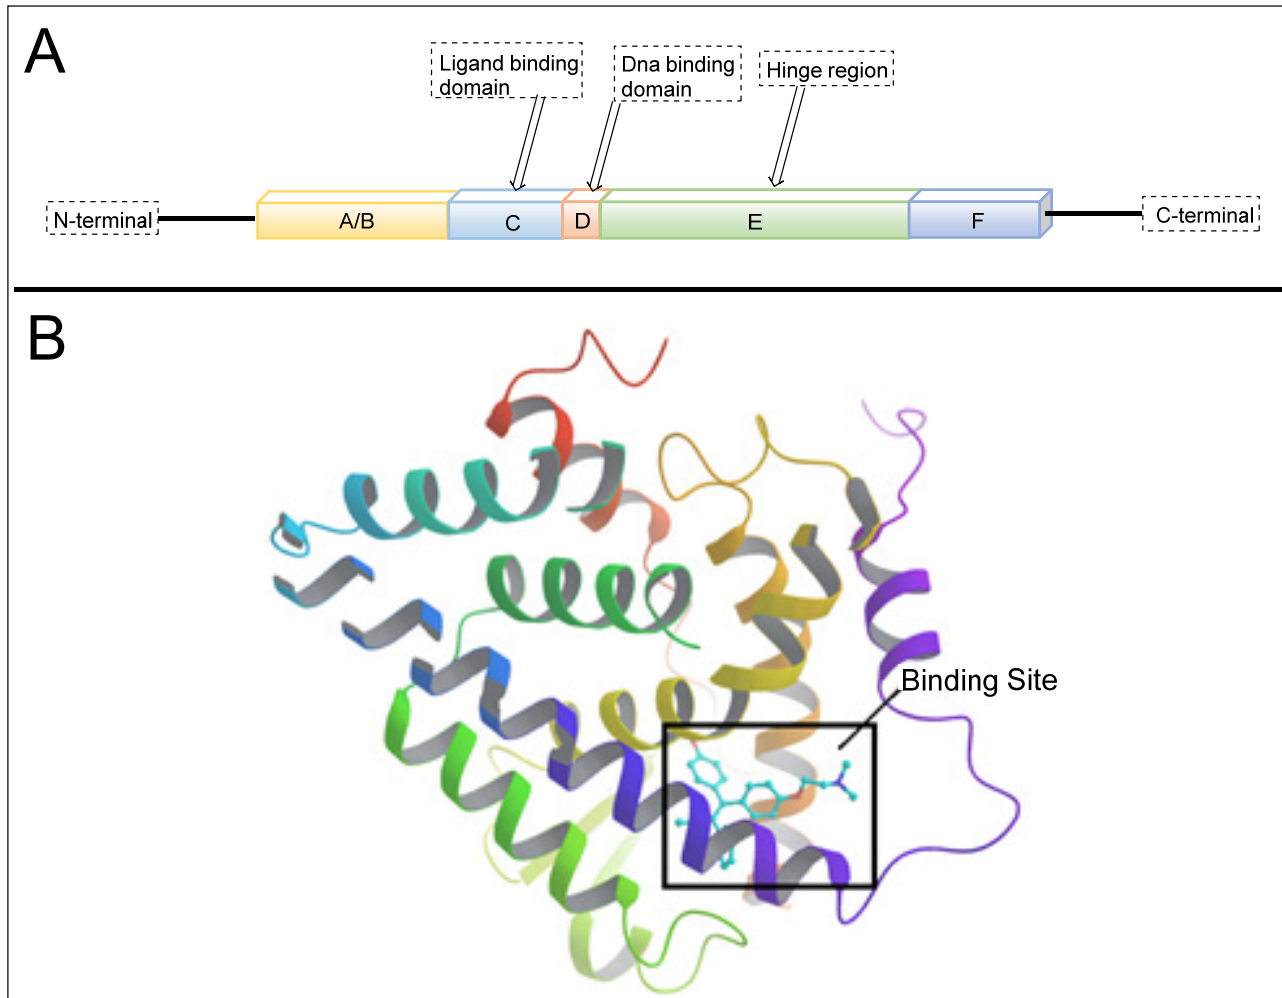 A
Ligand binding
domain
Dna binding
domain
Hinge region
N-terminal
A/B
C
D
E
F
C-terminal
B
Binding Site